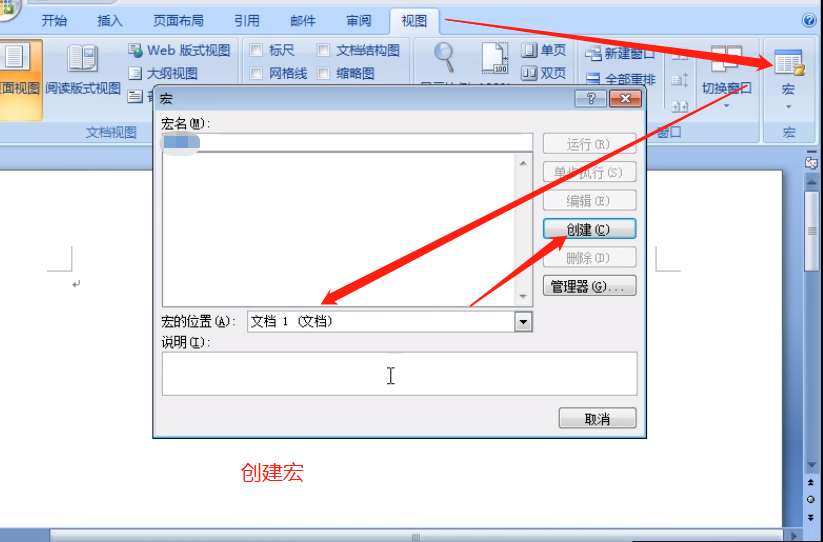 开始 插入 页面布局 引用 邮件 审阅 视图
Web 版式视图 标尺 文档结构图 单页 新建窗口
页面视图 阅读版式视图 大纲视图 网格线 缩略图 双页 全部重排 切换窗口 宏
文档视图 窗口 宏
宏
宏名(M):
运行(R)
单步执行(S)
编辑(E)
创建(C)
删除(D)
管理器(G)...
宏的位置(A): 文档 1 (文档)
说明(I):
取消
创建宏